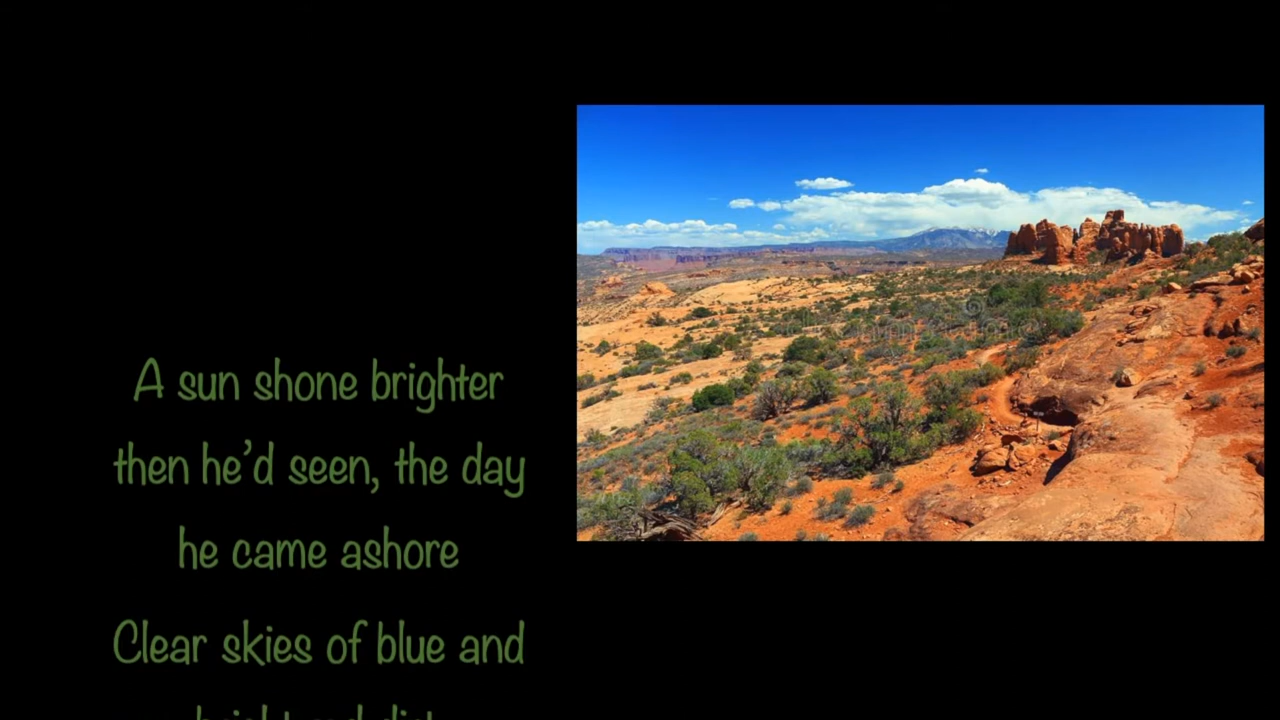 A sun shone brighter
then he’d seen, the day
he came ashore
Clear skies of blue and